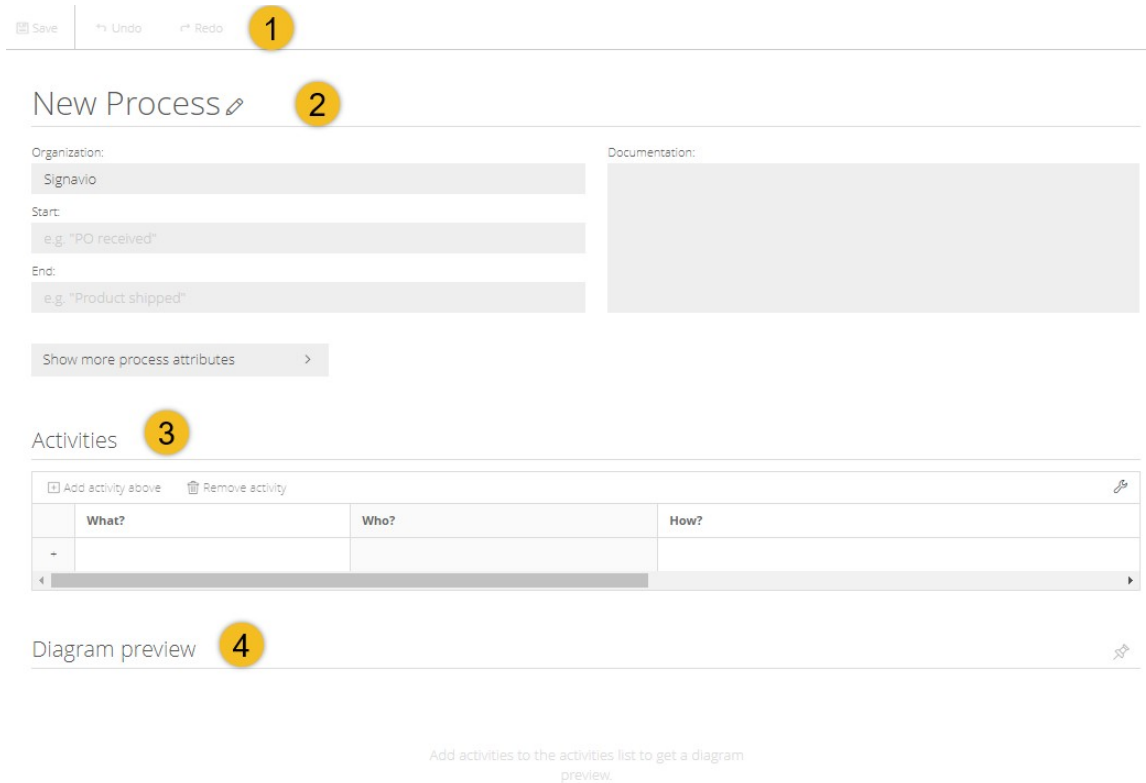 Save Undo Redo 1
New Process 2
Organization:
Signavio
Start:
e.g. "PO received"
End:
e.g. "Product shipped"
Documentation:
Show more process attributes >
Activities 3
Add activity above Remove activity
What? Who? How?
+
Diagram preview 4
Add activities to the activities list to get a diagram
preview.